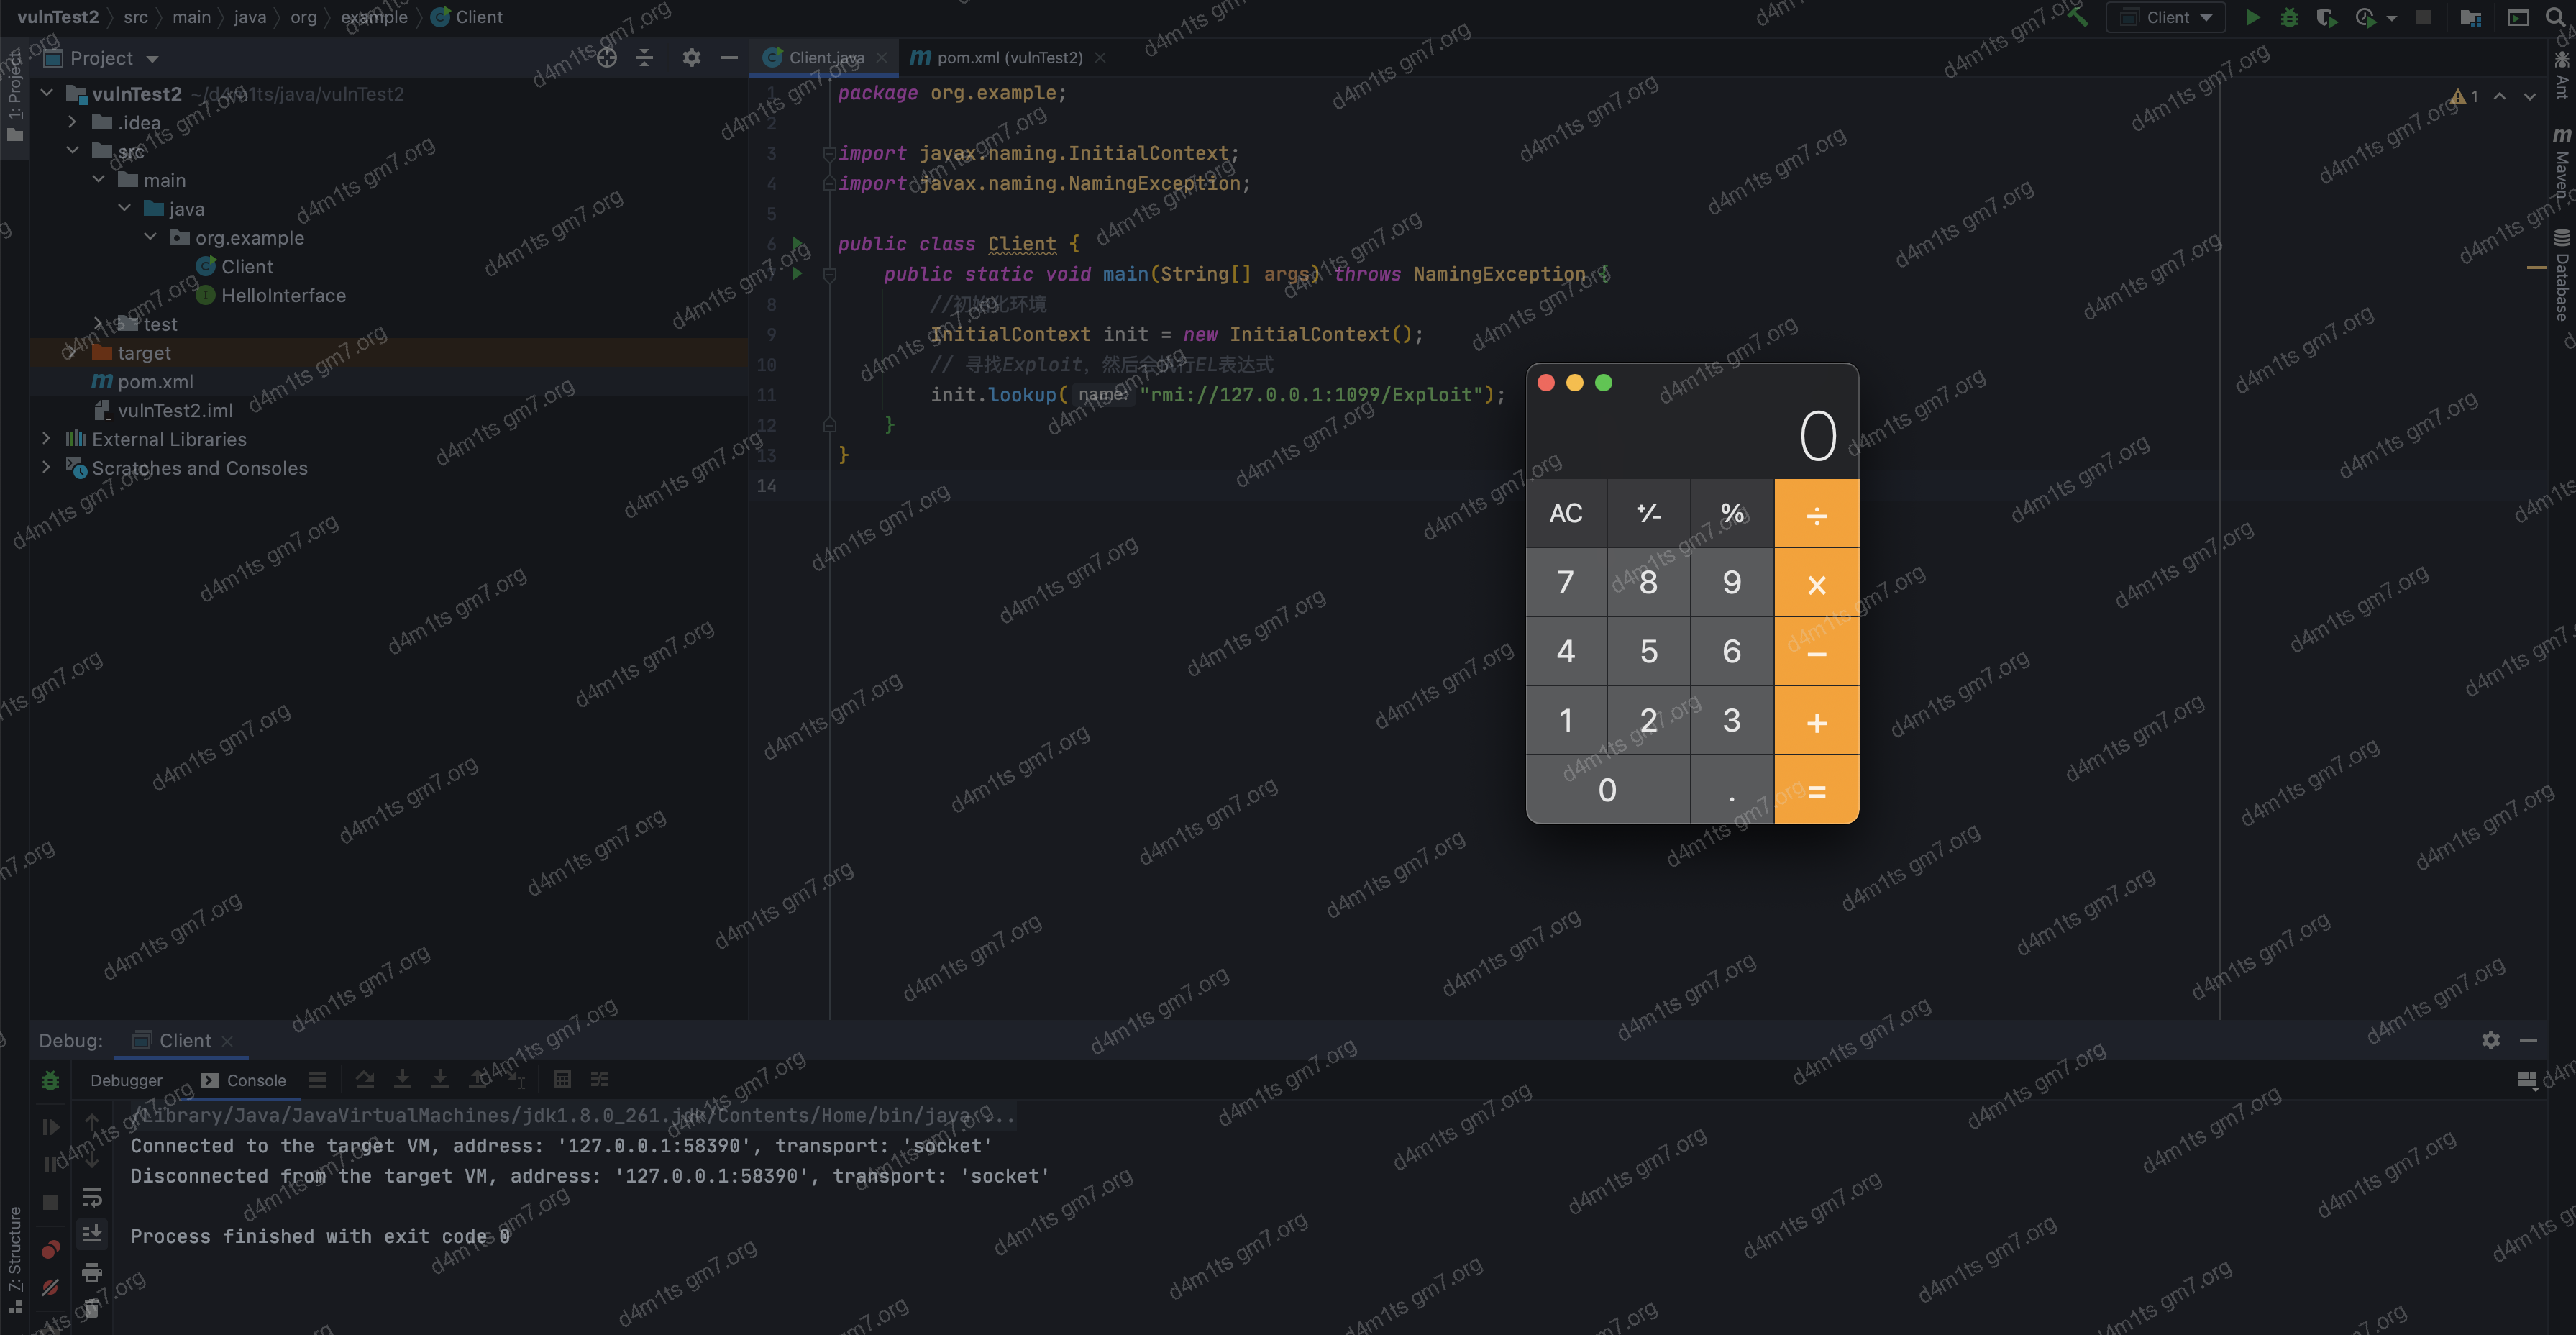 vulnTest2 src main java org example Client
Client
1: Project
Project
Client.java
pom.xml (vulnTest2)
vulnTest2 ~/d4m1ts/java/vulnTest2
.idea
src
main
java
org.example
Client
HelloInterface
test
target
pom.xml
vulnTest2.iml
External Libraries
Scratches and Consoles
1 package org.example;
2
3 import javax.naming.InitialContext;
4 import javax.naming.NamingException;
5
6 public class Client {
public static void main(String[] args) throws NamingException {
8 //初始化环境
9 InitialContext init = new InitialContext();
10 // 寻找Exploit, 然后会执行EL表达式
11 init.lookup( name: "rmi://127.0.0.1:1099/Exploit");
12 }
13 }
14
1
Ant
Maven
Database
0
AC +/- % ÷
7 8 9 ×
4 5 6 −
1 2 3 +
0 . =
Debug: Client
Debugger Console
/Library/Java/JavaVirtualMachines/jdk1.8.0_261.jdk/Contents/Home/bin/java ...
Connected to the target VM, address: '127.0.0.1:58390', transport: 'socket'
Disconnected from the target VM, address: '127.0.0.1:58390', transport: 'socket'
Process finished with exit code 0
7: Structure
d4m1ts gm7.org